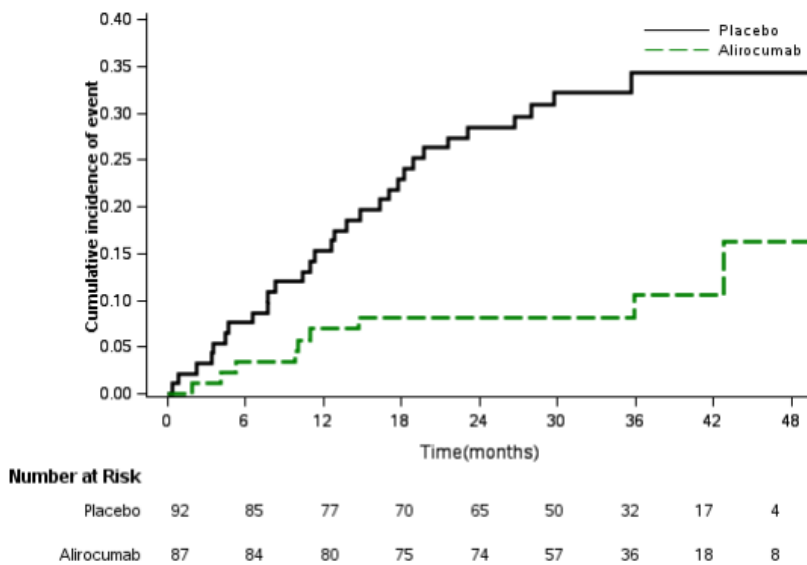 0.40
Placebo
Alirocumab
0.35
0.30
0.25
0.20
0.15
0.10
0.05
0.00
Cumulative incidence of event
0 6 12 18 24 30 36 42 48
Time(months)
Number at Risk
Placebo 92 85 77 70 65 50 32 17 4
Alirocumab 87 84 80 75 74 57 36 18 8